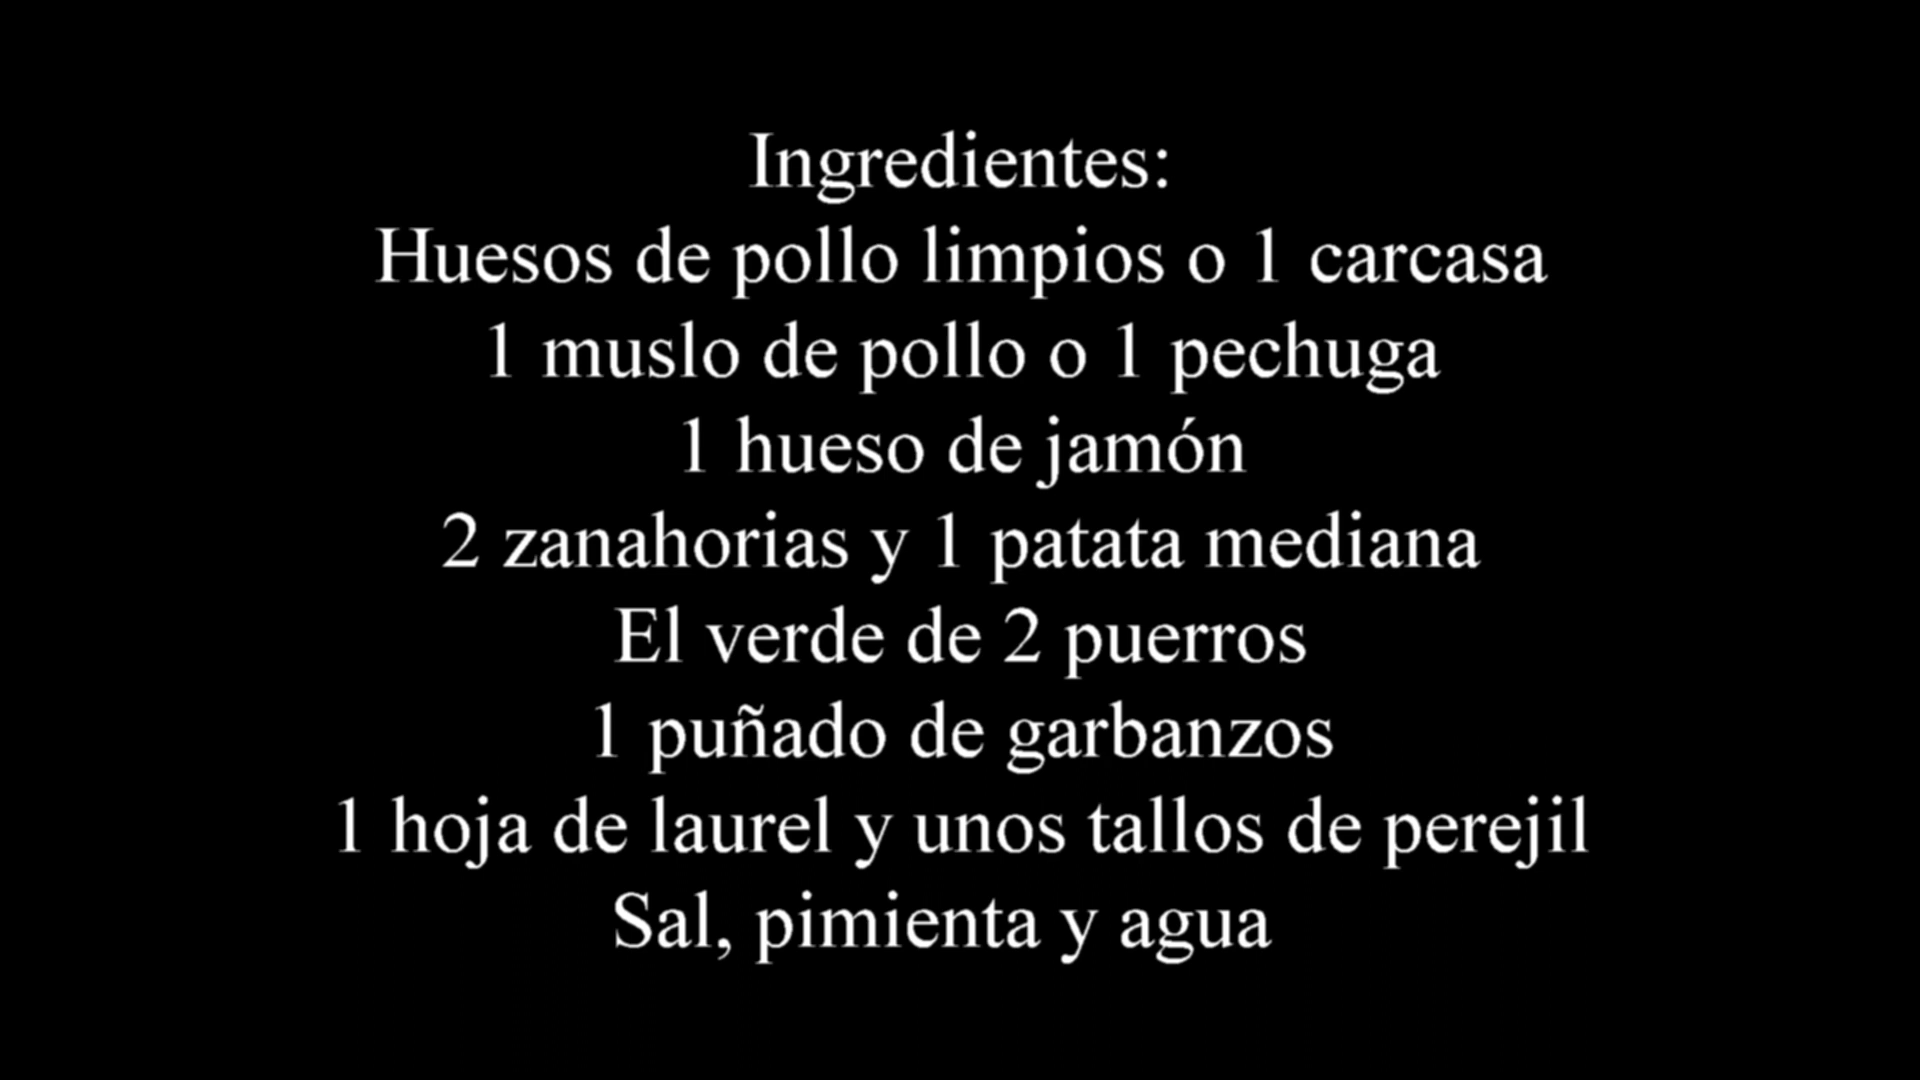 Ingredientes:
Huesos de pollo limpios o 1 carcasa
1 muslo de pollo o 1 pechuga
1 hueso de jamón
2 zanahorias y 1 patata mediana
El verde de 2 puerros
1 puñado de garbanzos
1 hoja de laurel y unos tallos de perejil
Sal, pimienta y agua